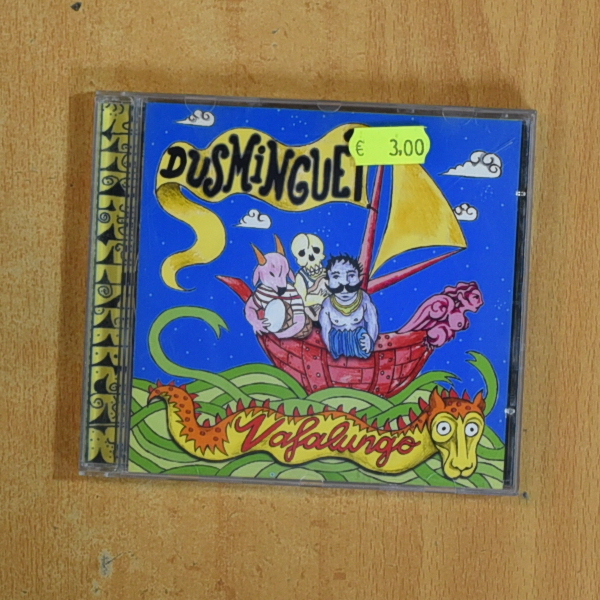 DUSMINGUET
€ 3,00
Vafalungo